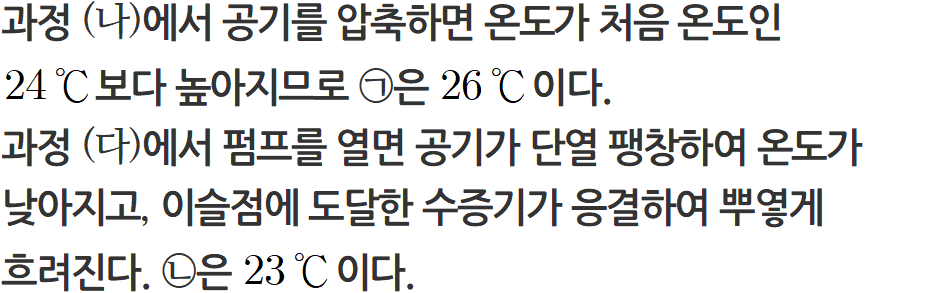 과정 (나)에서 공기를 압축하면 온도가 처음 온도인
24 ℃ 보다 높아지므로 ㉠은 26 ℃ 이다.
과정 (다)에서 펌프를 열면 공기가 단열 팽창하여 온도가
낮아지고, 이슬점에 도달한 수증기가 응결하여 뿌옇게
흐려진다. ㉡은 23 ℃ 이다.